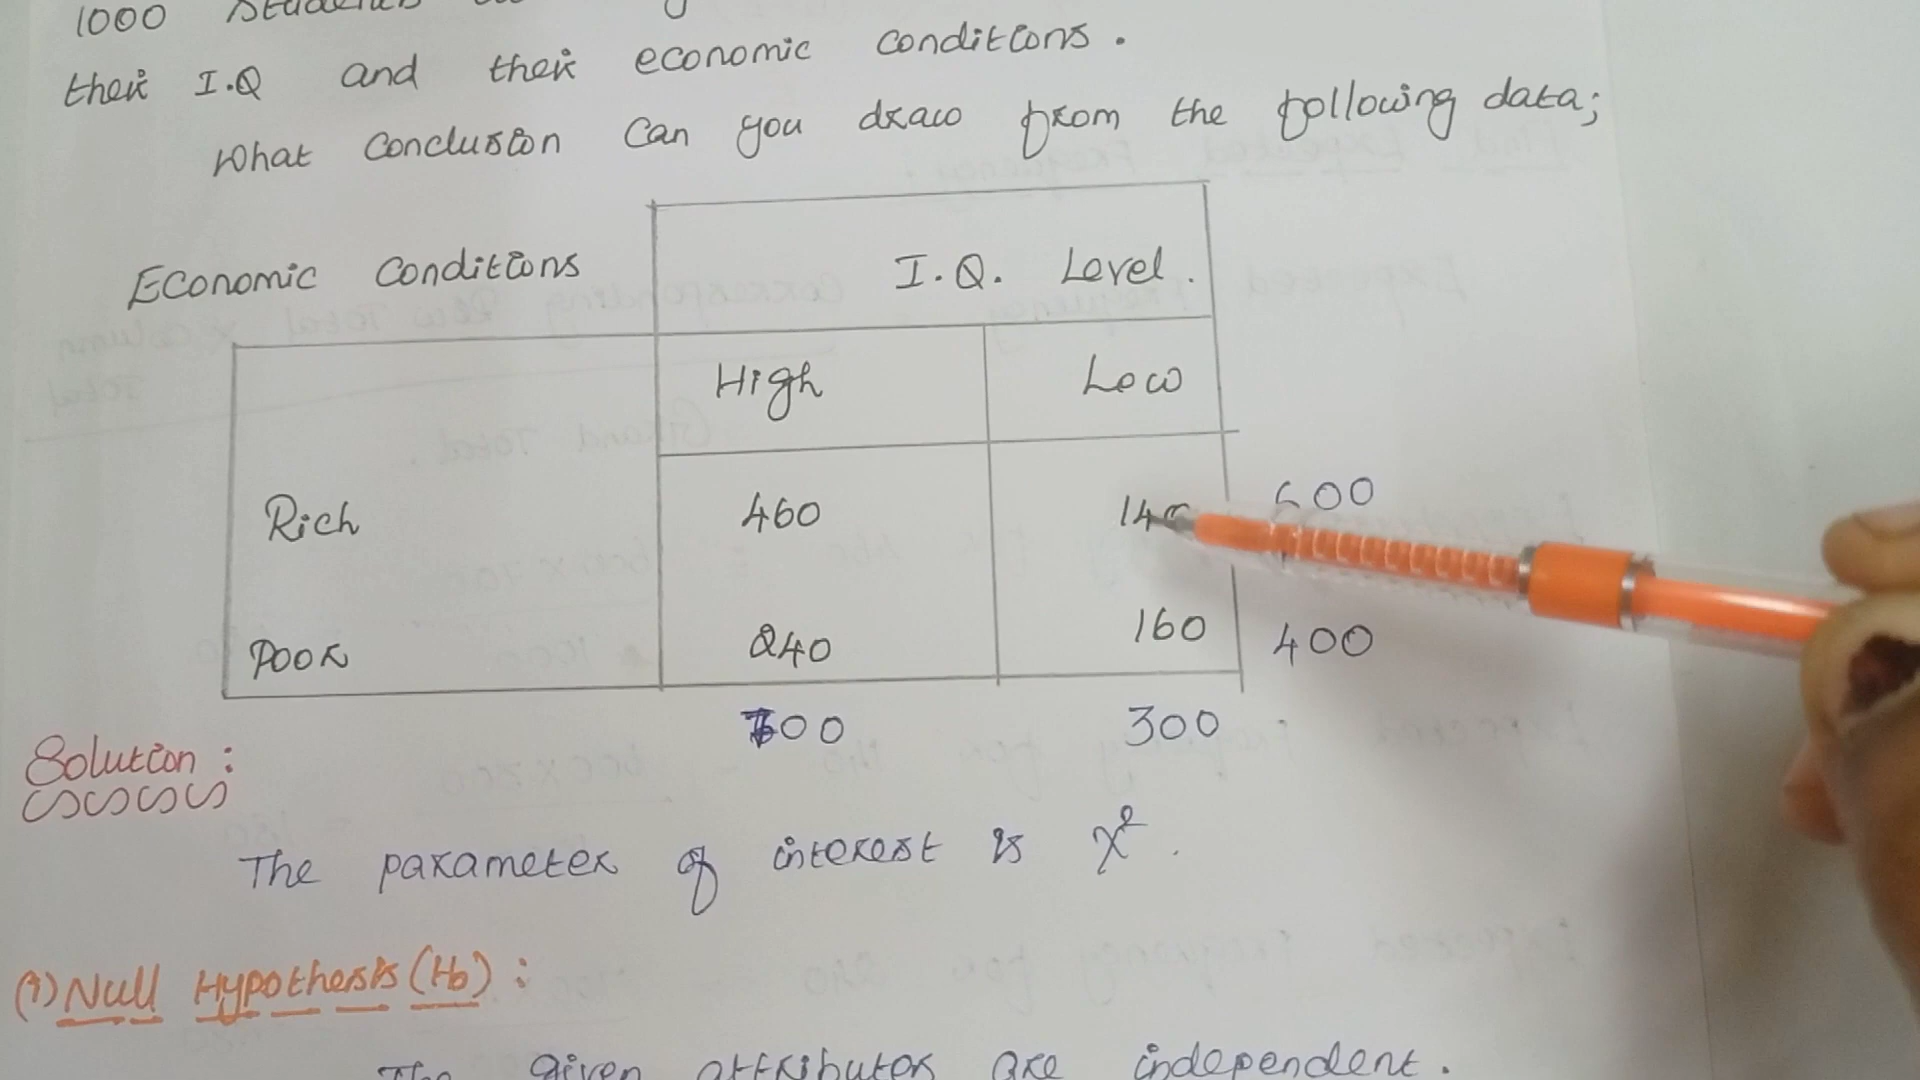 1000 Students
their I.Q and their economic conditions.
What Conclusion Can you draw from the following data;
Economic Conditions I.Q. Level.
High Low
Rich 460 140 600
Poor 240 160 400
700 300
Solution:
The parameter of interest is χ².
(i) Null Hypothesis (H₀):
The given attributes are independent.